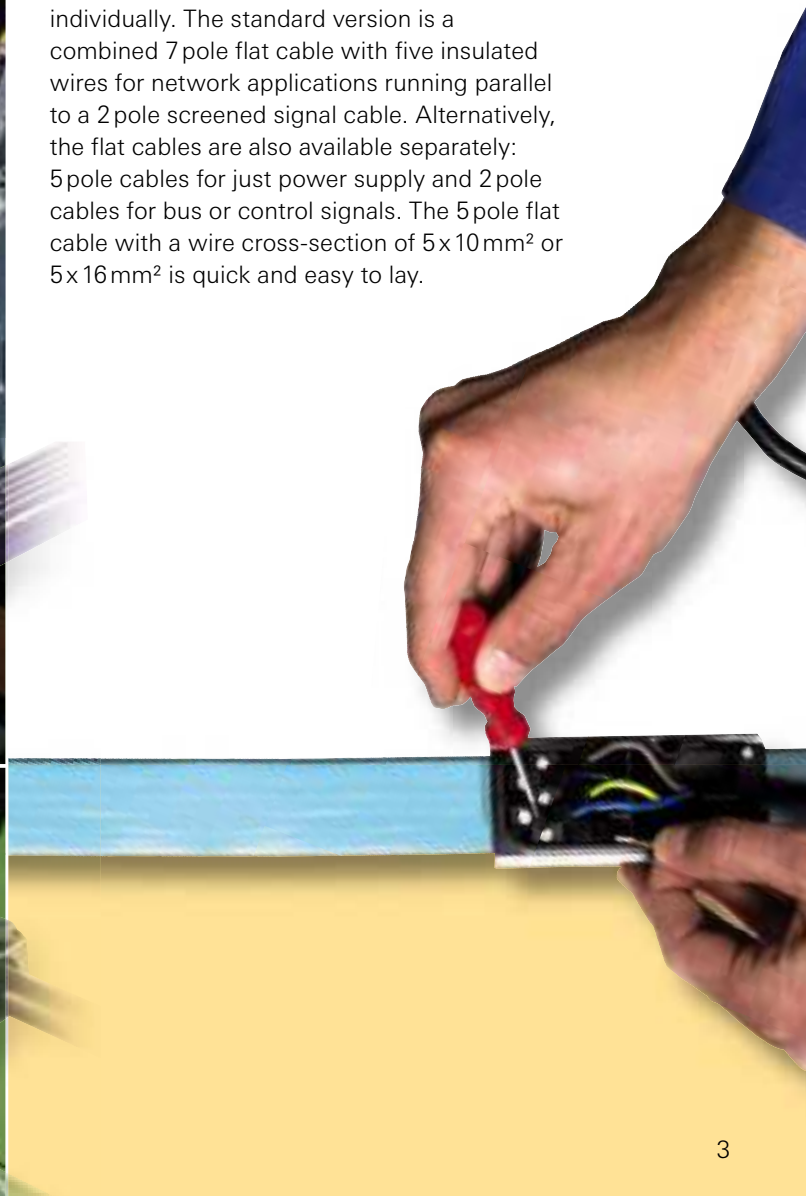 individually. The standard version is a
combined 7 pole flat cable with five insulated
wires for network applications running parallel
to a 2 pole screened signal cable. Alternatively,
the flat cables are also available separately:
5 pole cables for just power supply and 2 pole
cables for bus or control signals. The 5 pole flat
cable with a wire cross-section of 5 x 10 mm² or
5 x 16 mm² is quick and easy to lay.
3